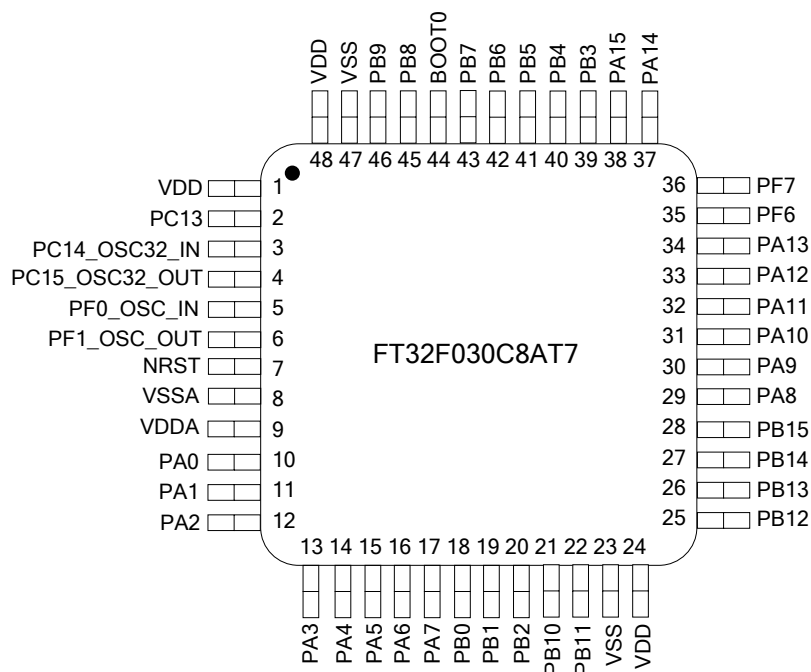 VDD
VSS
PB9
PB8
BOOT0
PB7
PB6
PB5
PB4
PB3
PA15
PA14
48 47 46 45 44 43 42 41 40 39 38 37
VDD 1
PC13 2
PC14_OSC32_IN 3
PC15_OSC32_OUT 4
PF0_OSC_IN 5
PF1_OSC_OUT 6
NRST 7
VSSA 8
VDDA 9
PA0 10
PA1 11
PA2 12
FT32F030C8AT7
36 PF7
35 PF6
34 PA13
33 PA12
32 PA11
31 PA10
30 PA9
29 PA8
28 PB15
27 PB14
26 PB13
25 PB12
13 14 15 16 17 18 19 20 21 22 23 24
PA3
PA4
PA5
PA6
PA7
PB0
PB1
PB2
PB10
PB11
VSS
VDD